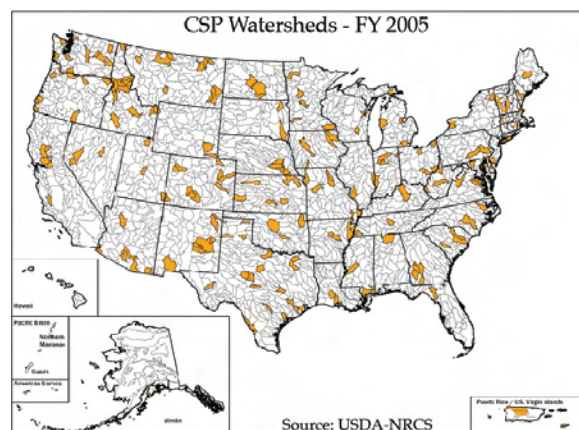 CSP Watersheds - FY 2005
Hawaii
Pacific Basin
Northern
Marianas
Guam
American Samoa
Alaska
Puerto Rico / U.S. Virgin Islands
Source: USDA-NRCS